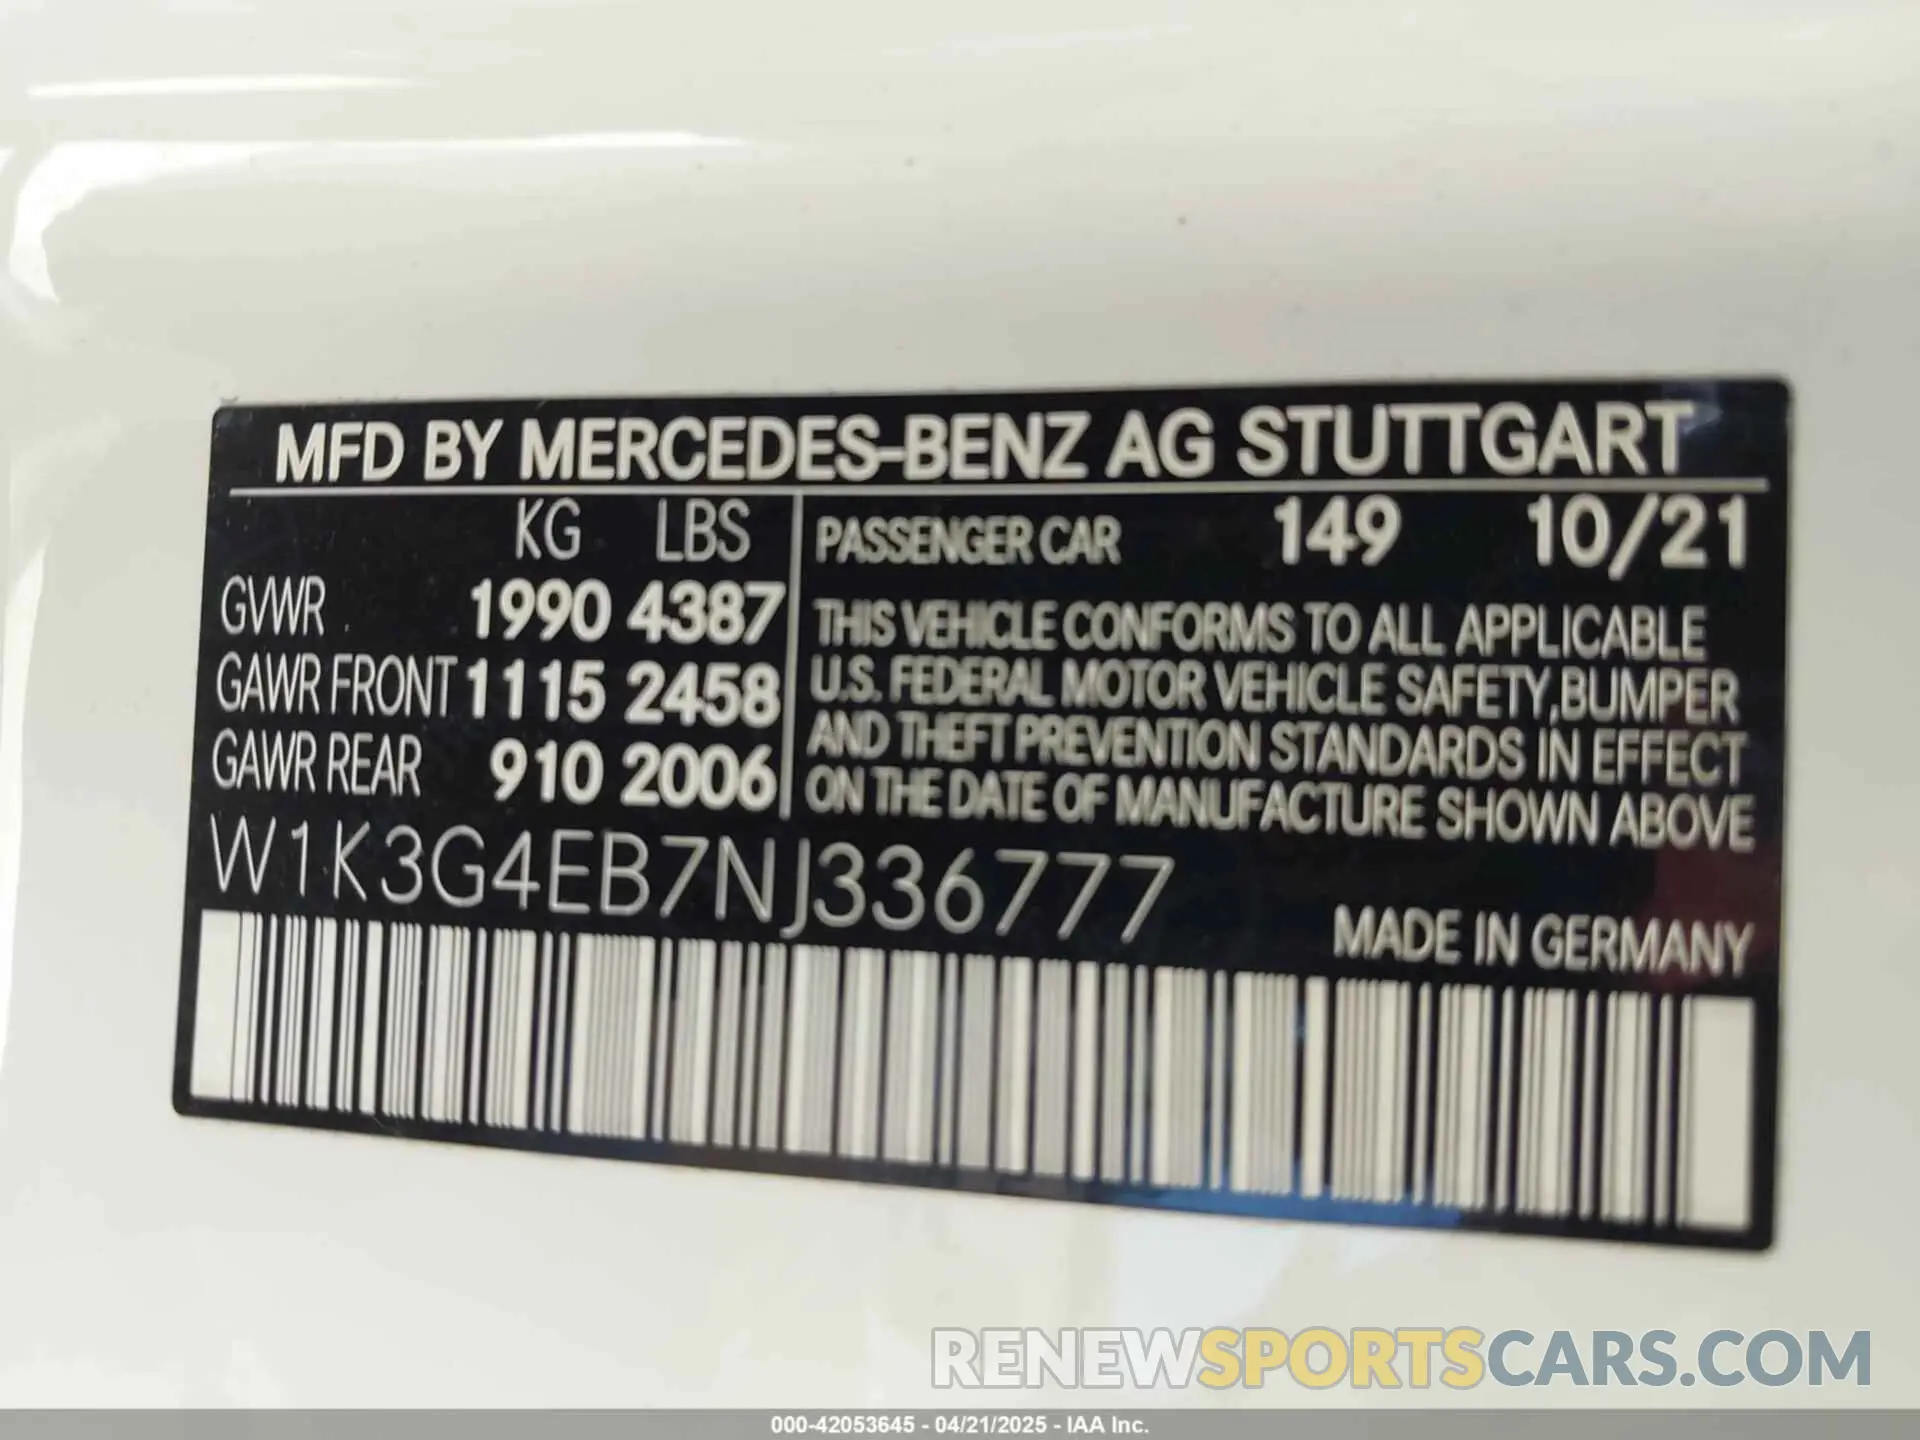 MFD BY MERCEDES-BENZ AG STUTTGART
KG LBS
GVWR 1990 4387
GAWR FRONT 1115 2458
GAWR REAR 910 2006
PASSENGER CAR 149 10/21
THIS VEHICLE CONFORMS TO ALL APPLICABLE
U.S. FEDERAL MOTOR VEHICLE SAFETY,BUMPER
AND THEFT PREVENTION STANDARDS IN EFFECT
ON THE DATE OF MANUFACTURE SHOWN ABOVE
W1K3G4EB7NJ336777
MADE IN GERMANY
RENEWSPORTSCARS.COM
000-42053645 - 04/21/2025 - IAA Inc.